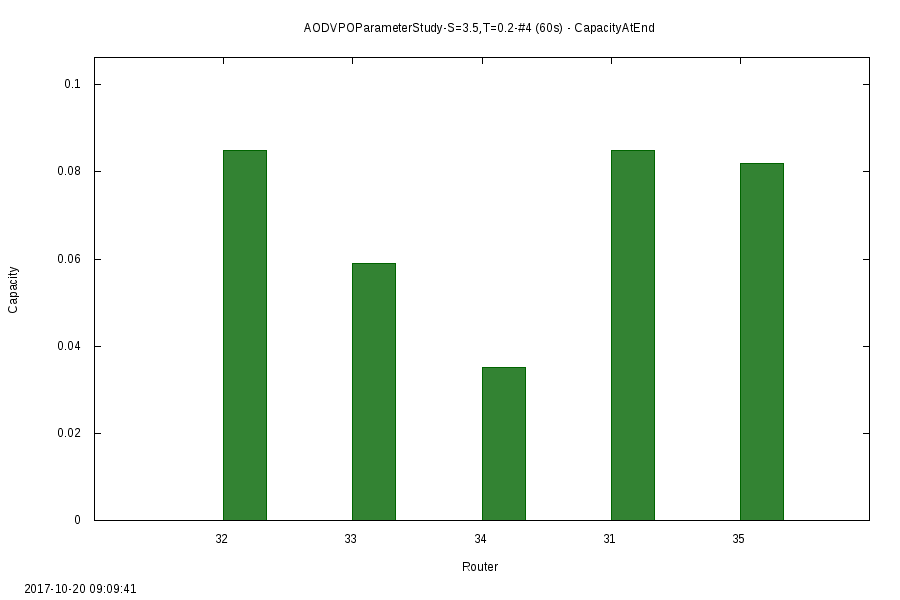 AODVPOParameterStudy-S=3.5,T=0.2-#4 (60s) - CapacityAtEnd
0.1
0.08
0.06
0.04
0.02
0
Capacity
32 33 34 31 35
Router
2017-10-20 09:09:41